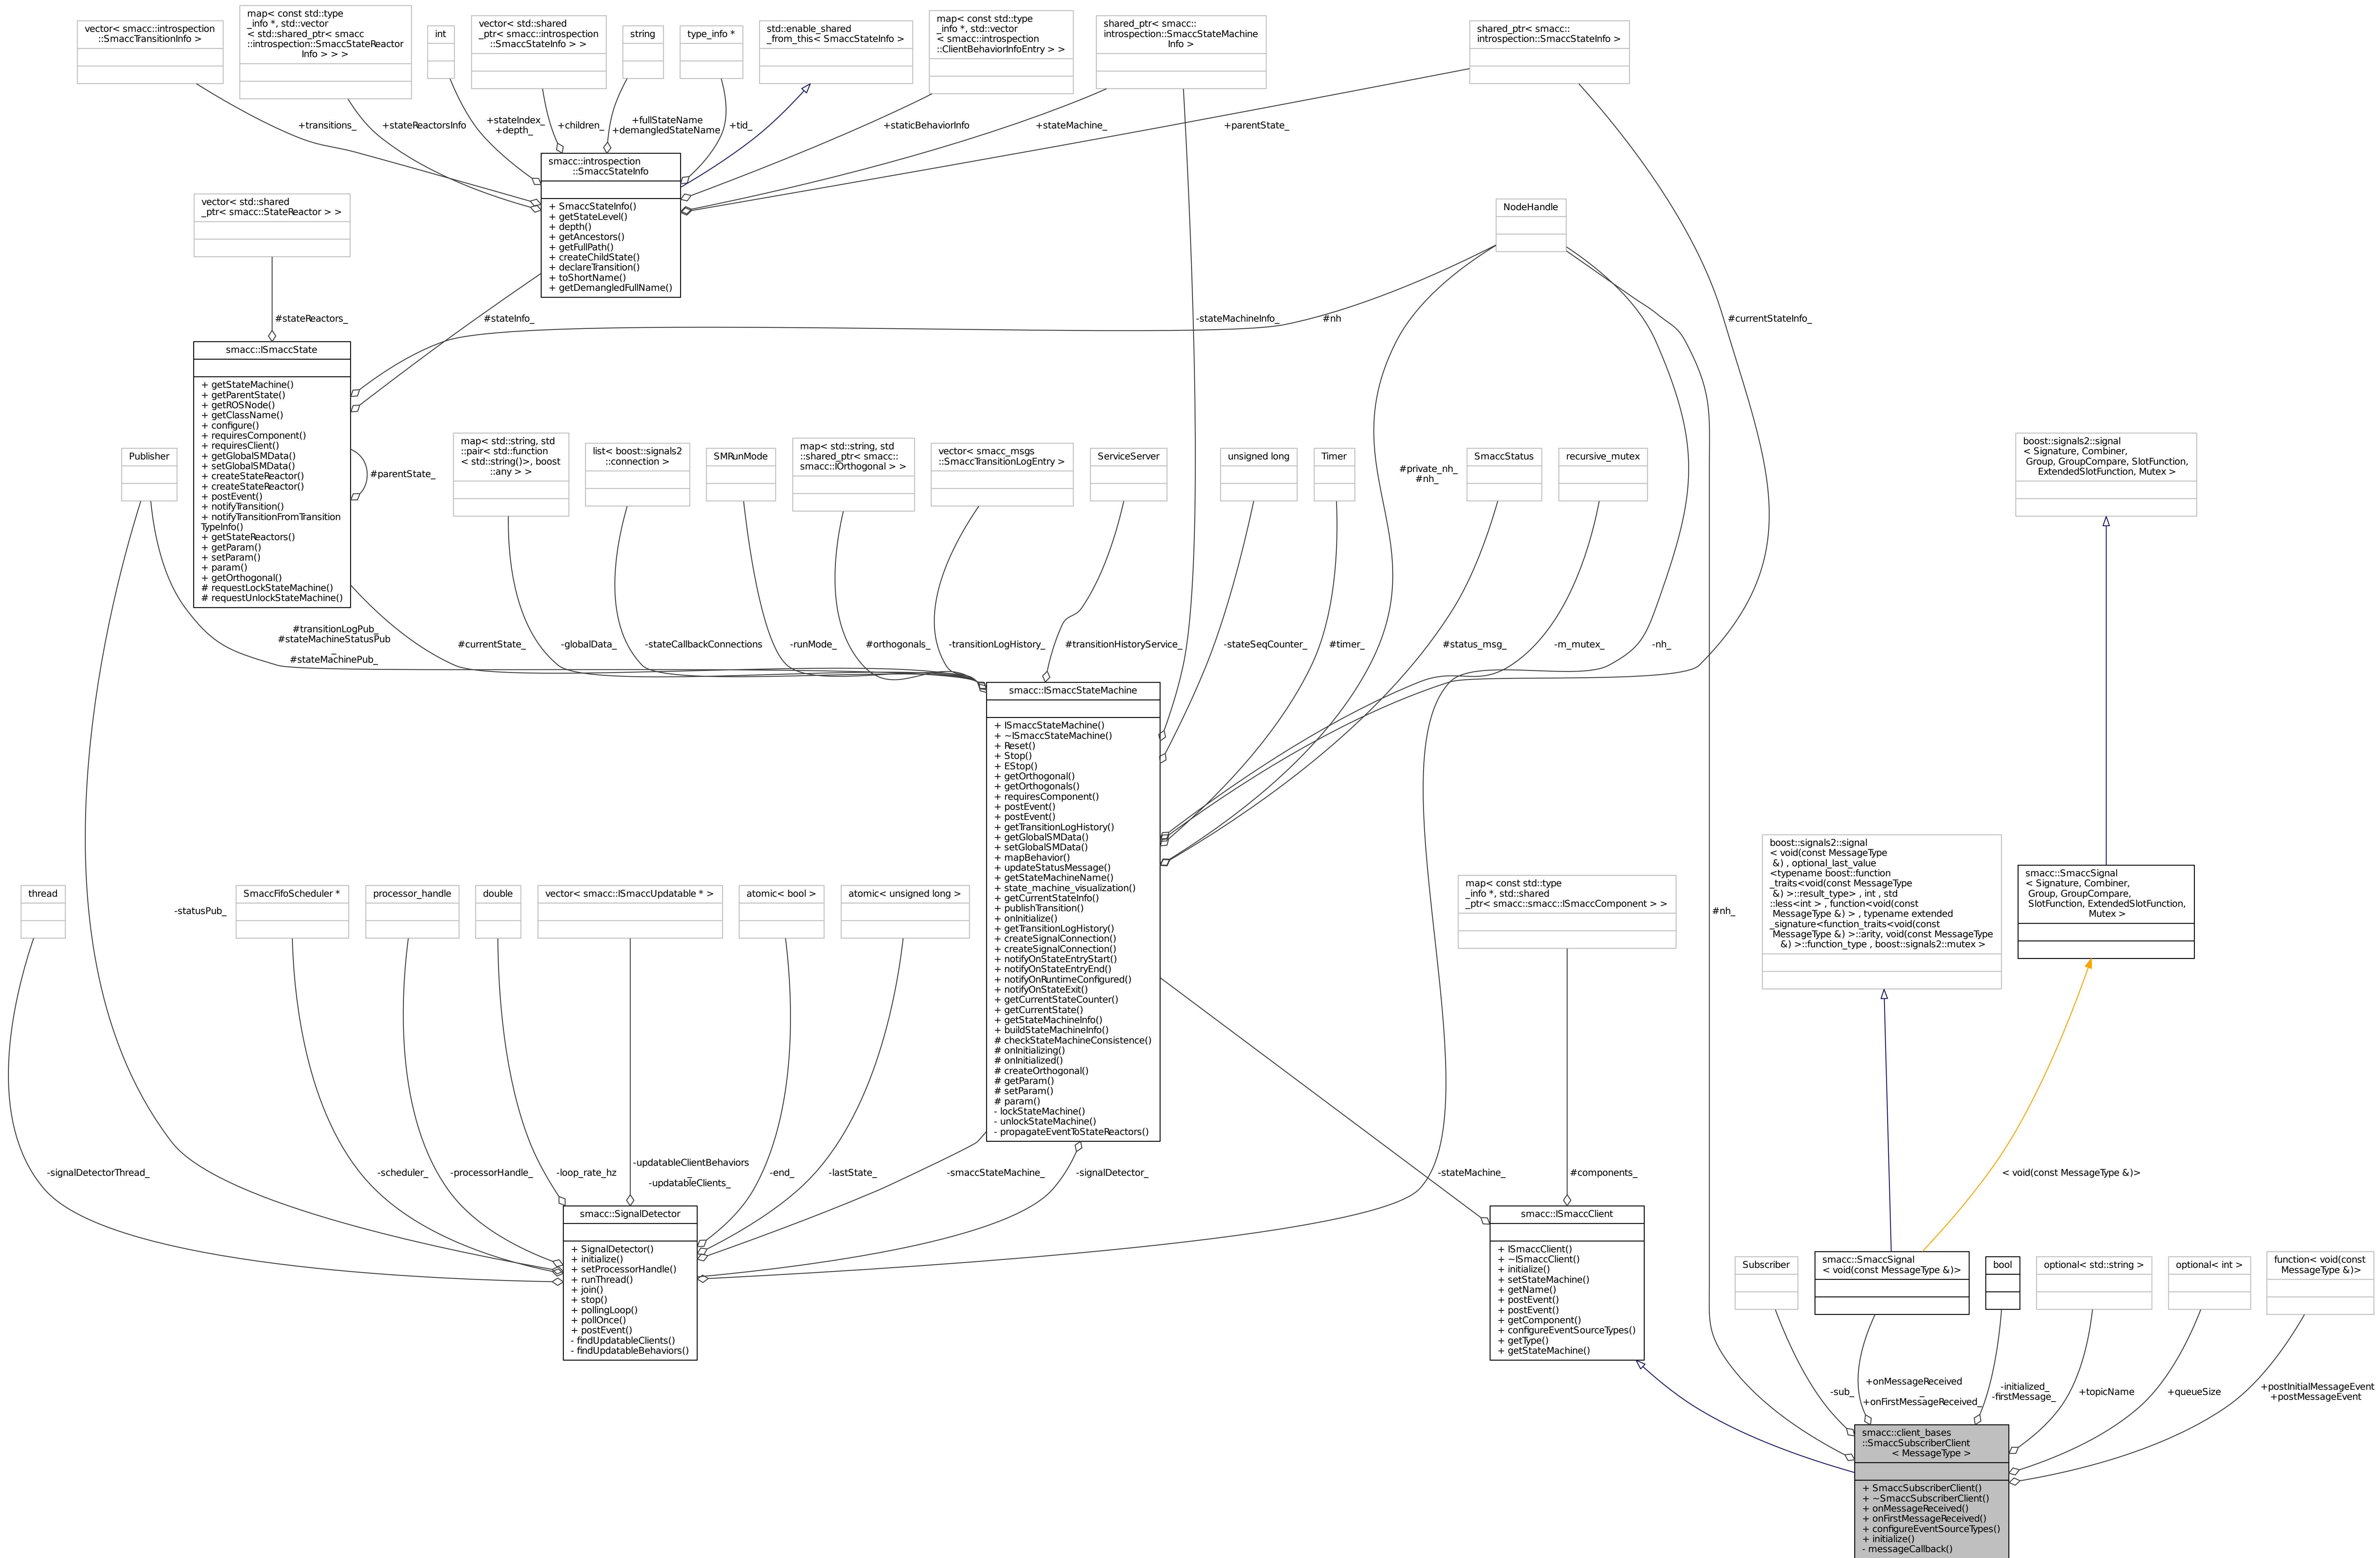 vector< smacc::introspection
::SmaccTransitionInfo >
map< const std::type
_info *, std::vector
< std::shared_ptr< smacc
::introspection::SmaccStateReactor
Info > > >
int
vector< std::shared
_ptr< smacc::introspection
::SmaccStateInfo > >
string
type_info *
std::enable_shared
_from_this< SmaccStateInfo >
map< const std::type
_info *, std::vector
< smacc::introspection
::ClientBehaviorInfoEntry > >
shared_ptr< smacc::
introspection::SmaccStateMachine
Info >
shared_ptr< smacc::
introspection::SmaccStateInfo >
+transitions_
+stateReactorsInfo
+stateIndex_
+depth_
+children_
+fullStateName
+demangledStateName
+tid_
+staticBehaviorInfo
+stateMachine_
+parentState_
smacc::introspection
::SmaccStateInfo
+ SmaccStateInfo()
+ getStateLevel()
+ depth()
+ getAncestors()
+ getFullPath()
+ createChildState()
+ declareTransition()
+ toShortName()
+ getDemangledFullName()
vector< std::shared
_ptr< smacc::StateReactor > >
NodeHandle
#stateReactors_
#stateInfo_
-stateMachineInfo_
#nh
#currentStateInfo_
smacc::ISmaccState
+ getStateMachine()
+ getParentState()
+ getROSNode()
+ getClassName()
+ configure()
+ requiresComponent()
+ requiresClient()
+ getGlobalSMData()
+ setGlobalSMData()
+ createStateReactor()
+ createStateReactor()
+ postEvent()
+ notifyTransition()
+ notifyTransitionFromTransition
TypeInfo()
+ getStateReactors()
+ getParam()
+ setParam()
+ param()
+ getOrthogonal()
# requestLockStateMachine()
# requestUnlockStateMachine()
#parentState_
Publisher
map< std::string, std
::pair< std::function
< std::string()>, boost
::any > >
list< boost::signals2
::connection >
SMRunMode
map< std::string, std
::shared_ptr< smacc::
smacc::IOrthogonal > >
vector< smacc_msgs
::SmaccTransitionLogEntry >
ServiceServer
unsigned long
Timer
#private_nh_
#nh_
SmaccStatus
recursive_mutex
boost::signals2::signal
< Signature, Combiner,
Group, GroupCompare, SlotFunction,
ExtendedSlotFunction, Mutex >
#transitionLogPub_
#stateMachineStatusPub
_
#stateMachinePub_
#currentState_
-globalData_
-stateCallbackConnections
-runMode_
#orthogonals_
-transitionLogHistory_
#transitionHistoryService_
-stateSeqCounter_
#timer_
#status_msg_
-m_mutex_
-nh_
smacc::ISmaccStateMachine
+ ISmaccStateMachine()
+ ~ISmaccStateMachine()
+ Reset()
+ Stop()
+ EStop()
+ getOrthogonal()
+ getOrthogonals()
+ requiresComponent()
+ postEvent()
+ postEvent()
+ getTransitionLogHistory()
+ getGlobalSMData()
+ setGlobalSMData()
+ mapBehavior()
+ updateStatusMessage()
+ getStateMachineName()
+ state_machine_visualization()
+ getCurrentStateInfo()
+ publishTransition()
+ onInitialize()
+ getTransitionLogHistory()
+ createSignalConnection()
+ createSignalConnection()
+ notifyOnStateEntryStart()
+ notifyOnStateEntryEnd()
+ notifyOnRuntimeConfigured()
+ notifyOnStateExit()
+ getCurrentStateCounter()
+ getCurrentState()
+ getStateMachineInfo()
+ buildStateMachineInfo()
# checkStateMachineConsistence()
# onInitializing()
# onInitialized()
# createOrthogonal()
# getParam()
# setParam()
# param()
- lockStateMachine()
- unlockStateMachine()
- propagateEventToStateReactors()
thread
-statusPub_
SmaccFifoScheduler *
processor_handle
double
vector< smacc::ISmaccUpdatable * >
atomic< bool >
atomic< unsigned long >
map< const std::type
_info *, std::shared
_ptr< smacc::smacc::ISmaccComponent > >
#nh_
boost::signals2::signal
< void(const MessageType
&) , optional_last_value
<typename boost::function
_traits<void(const MessageType
&) >::result_type> , int , std
::less<int > , function<void(const
MessageType &) > , typename extended
_signature<function_traits<void(const
MessageType &) >::arity, void(const MessageType
&) >::function_type , boost::signals2::mutex >
smacc::SmaccSignal
< Signature, Combiner,
Group, GroupCompare,
SlotFunction, ExtendedSlotFunction,
Mutex >
-signalDetectorThread_
-scheduler_
-processorHandle_
-loop_rate_hz
-updatableClientBehaviors
_
-updatableClients_
-end_
-lastState_
-smaccStateMachine_
-signalDetector_
-stateMachine_
#components_
< void(const MessageType &)>
smacc::SignalDetector
+ SignalDetector()
+ initialize()
+ setProcessorHandle()
+ runThread()
+ join()
+ stop()
+ pollingLoop()
+ pollOnce()
+ postEvent()
- findUpdatableClients()
- findUpdatableBehaviors()
smacc::ISmaccClient
+ ISmaccClient()
+ ~ISmaccClient()
+ initialize()
+ setStateMachine()
+ getName()
+ postEvent()
+ postEvent()
+ getComponent()
+ configureEventSourceTypes()
+ getType()
+ getStateMachine()
Subscriber
smacc::SmaccSignal
< void(const MessageType &)>
bool
optional< std::string >
optional< int >
function< void(const
MessageType &)>
-sub_
+onMessageReceived
_
+onFirstMessageReceived_
-initialized_
-firstMessage_
+topicName
+queueSize
+postInitialMessageEvent
+postMessageEvent
smacc::client_bases
::SmaccSubscriberClient
< MessageType >
+ SmaccSubscriberClient()
+ ~SmaccSubscriberClient()
+ onMessageReceived()
+ onFirstMessageReceived()
+ configureEventSourceTypes()
+ initialize()
- messageCallback()